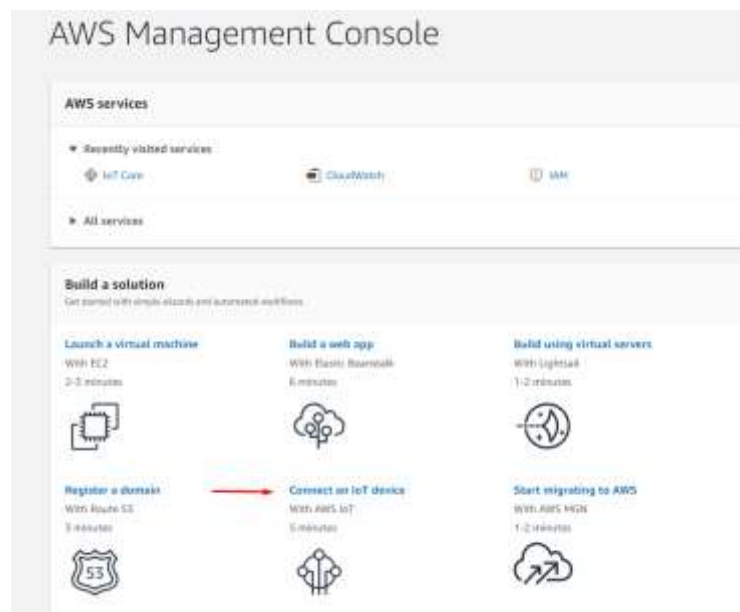 AWS Management Console
AWS services
Recently visited services
IoT Core
CloudWatch
IAM
All services
Build a solution
Get started with simple wizards and automated workflows.
Launch a virtual machine
With EC2
2-3 minutes
Build a web app
With Elastic Beanstalk
6 minutes
Build using virtual servers
With Lightsail
1-2 minutes
Register a domain
With Route 53
3 minutes
53
Connect an IoT device
With AWS IoT
5 minutes
Start migrating to AWS
With AWS MGN
1-2 minutes